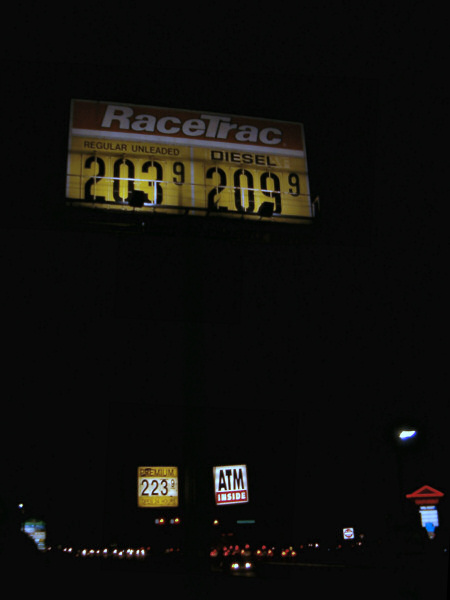 RaceTrac
REGULAR UNLEADED DIESEL
203 9 209 9
PREMIUM
223 9
ATM
INSIDE